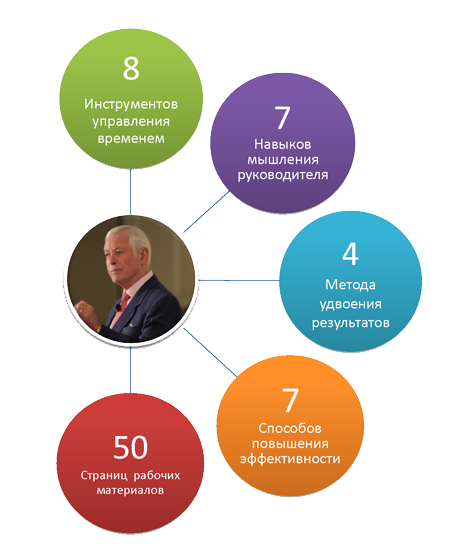 8
Инструментов
управления
временем
7
Навыков
мышления
руководителя
4
Метода
удвоения
результатов
7
Способов
повышения
эффективности
50
Страниц рабочих
материалов